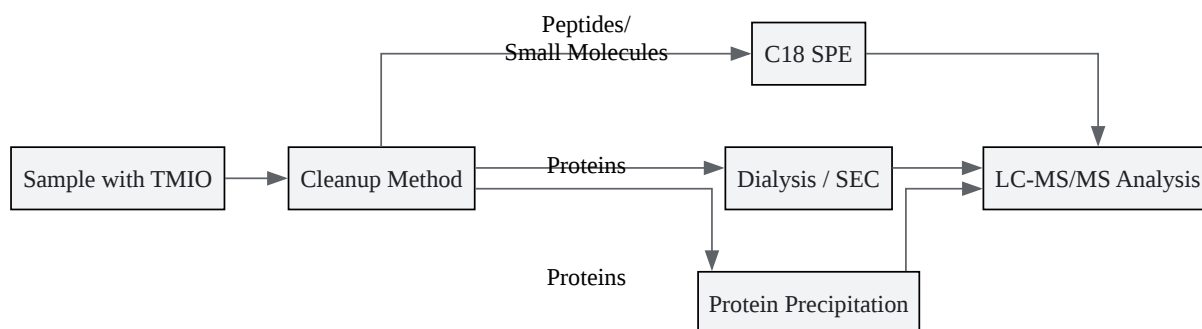 Peptides/
Small Molecules
C18 SPE
Sample with TMIO
Cleanup Method
Proteins
Dialysis / SEC
LC-MS/MS Analysis
Proteins
Protein Precipitation